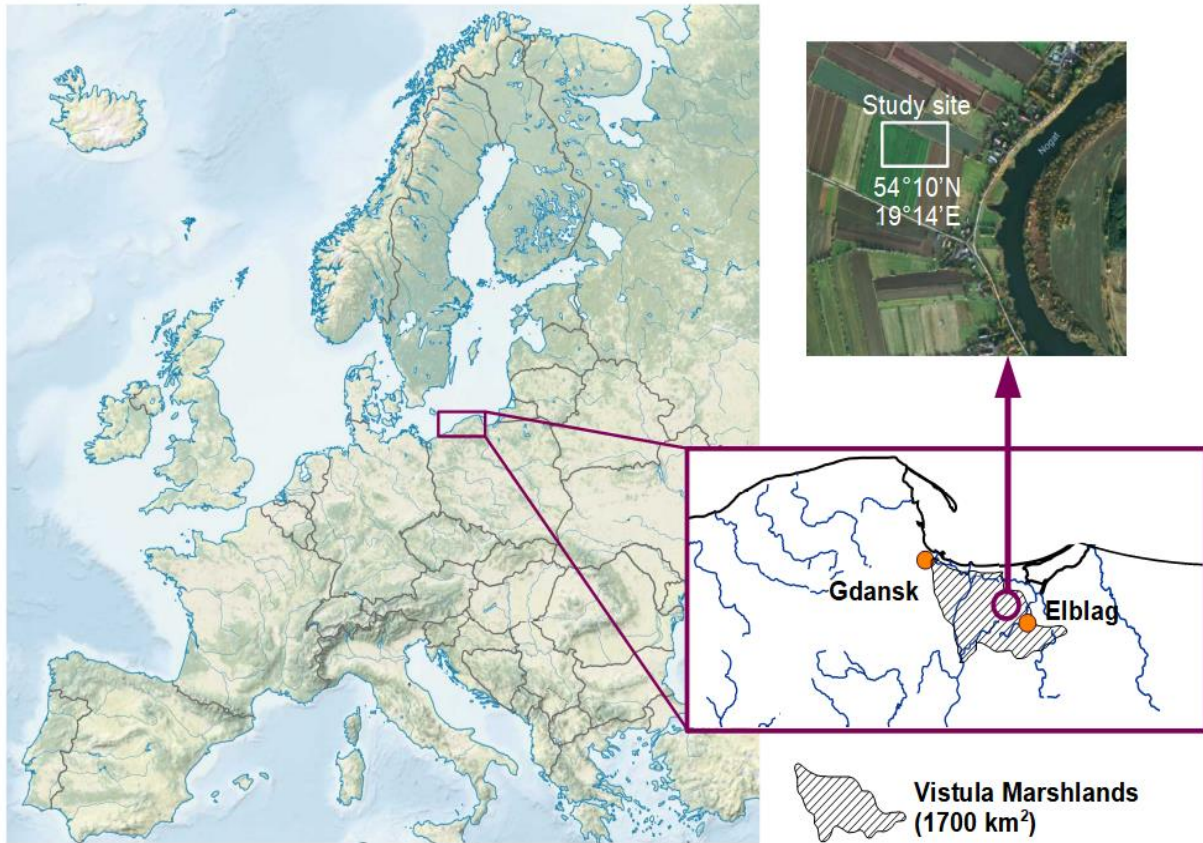 Study site
Nogat
54°10’N
19°14’E
Gdansk
Elblag
Vistula Marshlands
(1700 km²)